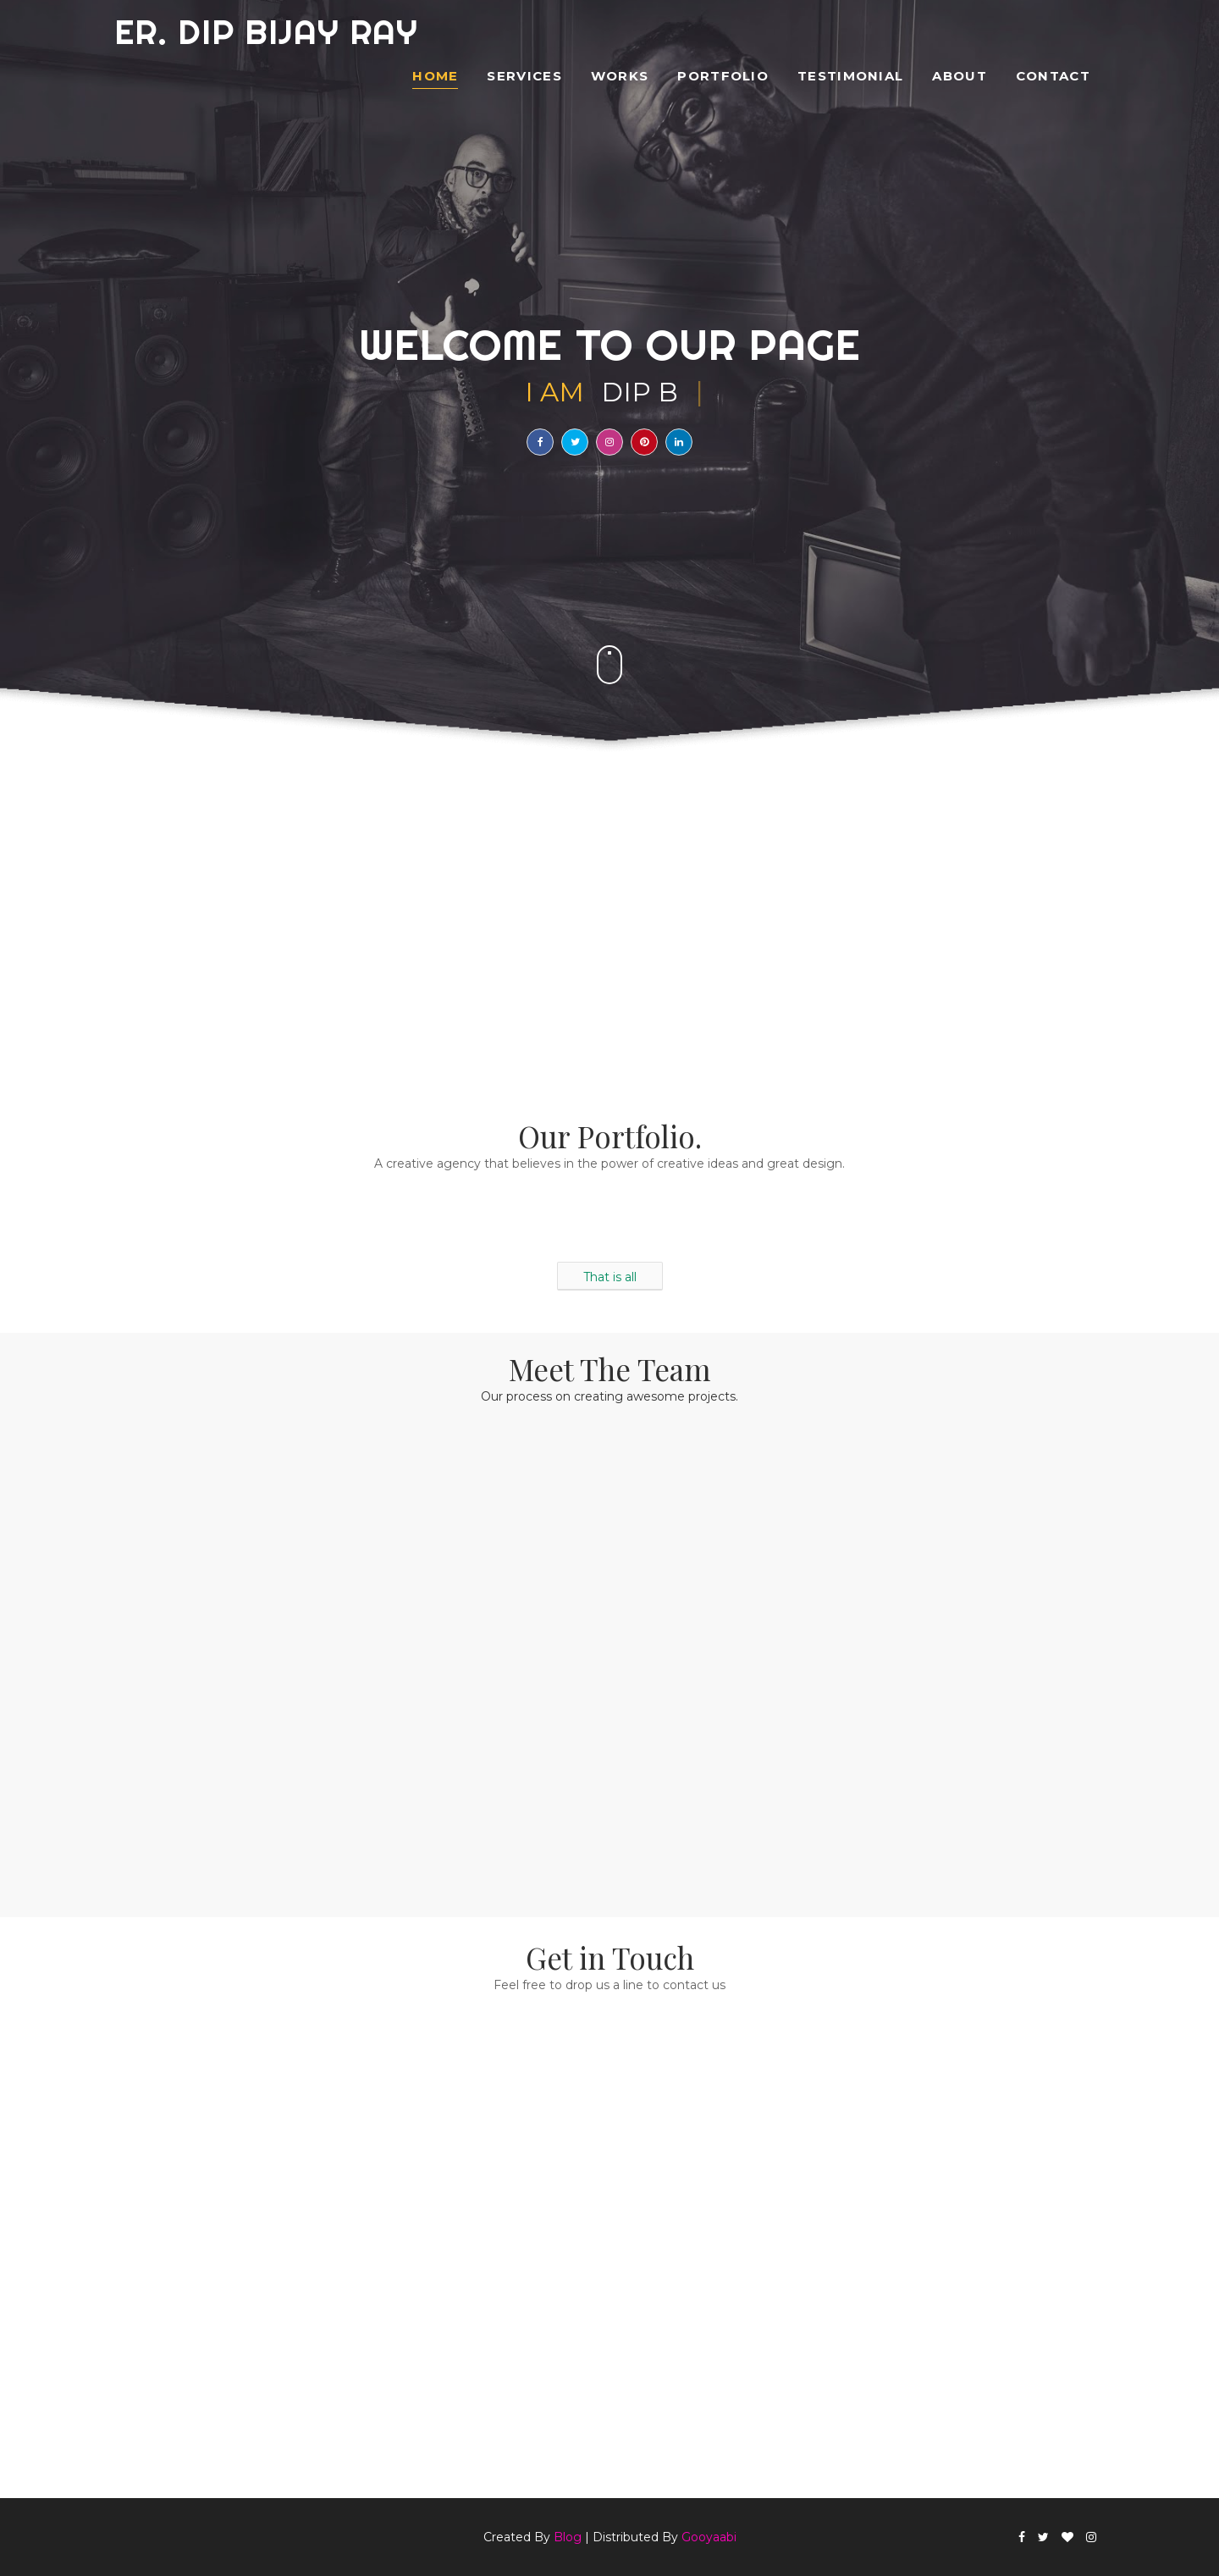 ER. DIP BIJAY RAY
HOME SERVICES WORKS PORTFOLIO TESTIMONIAL ABOUT CONTACT
WELCOME TO OUR PAGE
I AM DIP B |
Our Portfolio.
A creative agency that believes in the power of creative ideas and great design.
That is all
Meet The Team
Our process on creating awesome projects.
Get in Touch
Feel free to drop us a line to contact us
Created By Blog | Distributed By Gooyaabi